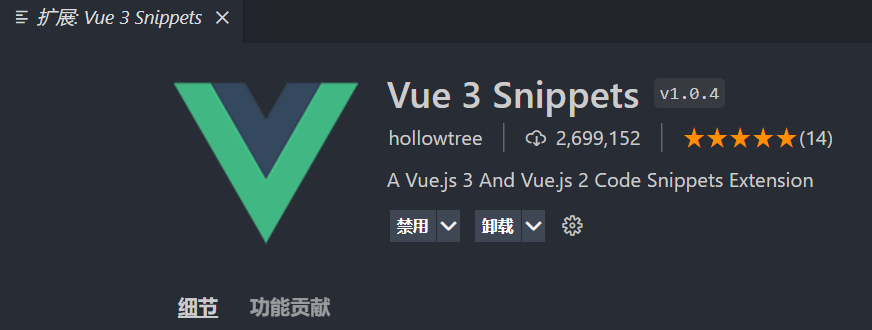 扩展: Vue 3 Snippets
Vue 3 Snippets v1.0.4
hollowtree 2,699,152 (14)
A Vue.js 3 And Vue.js 2 Code Snippets Extension
禁用 卸载
细节 功能贡献